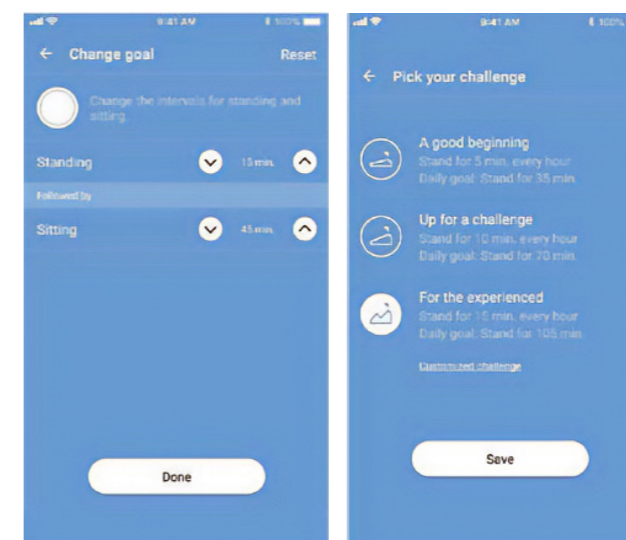 9:41 AM 100%
Change goal Reset
Change the intervals for standing and
sitting.
Standing 15 min.
Followed by
Sitting 45 min.
Done
9:41 AM 100%
Pick your challenge
A good beginning
Stand for 5 min. every hour
Daily goal: Stand for 35 min.
Up for a challenge
Stand for 10 min. every hour
Daily goal: Stand for 70 min.
For the experienced
Stand for 15 min. every hour
Daily goal: Stand for 105 min.
Customized challenge
Save